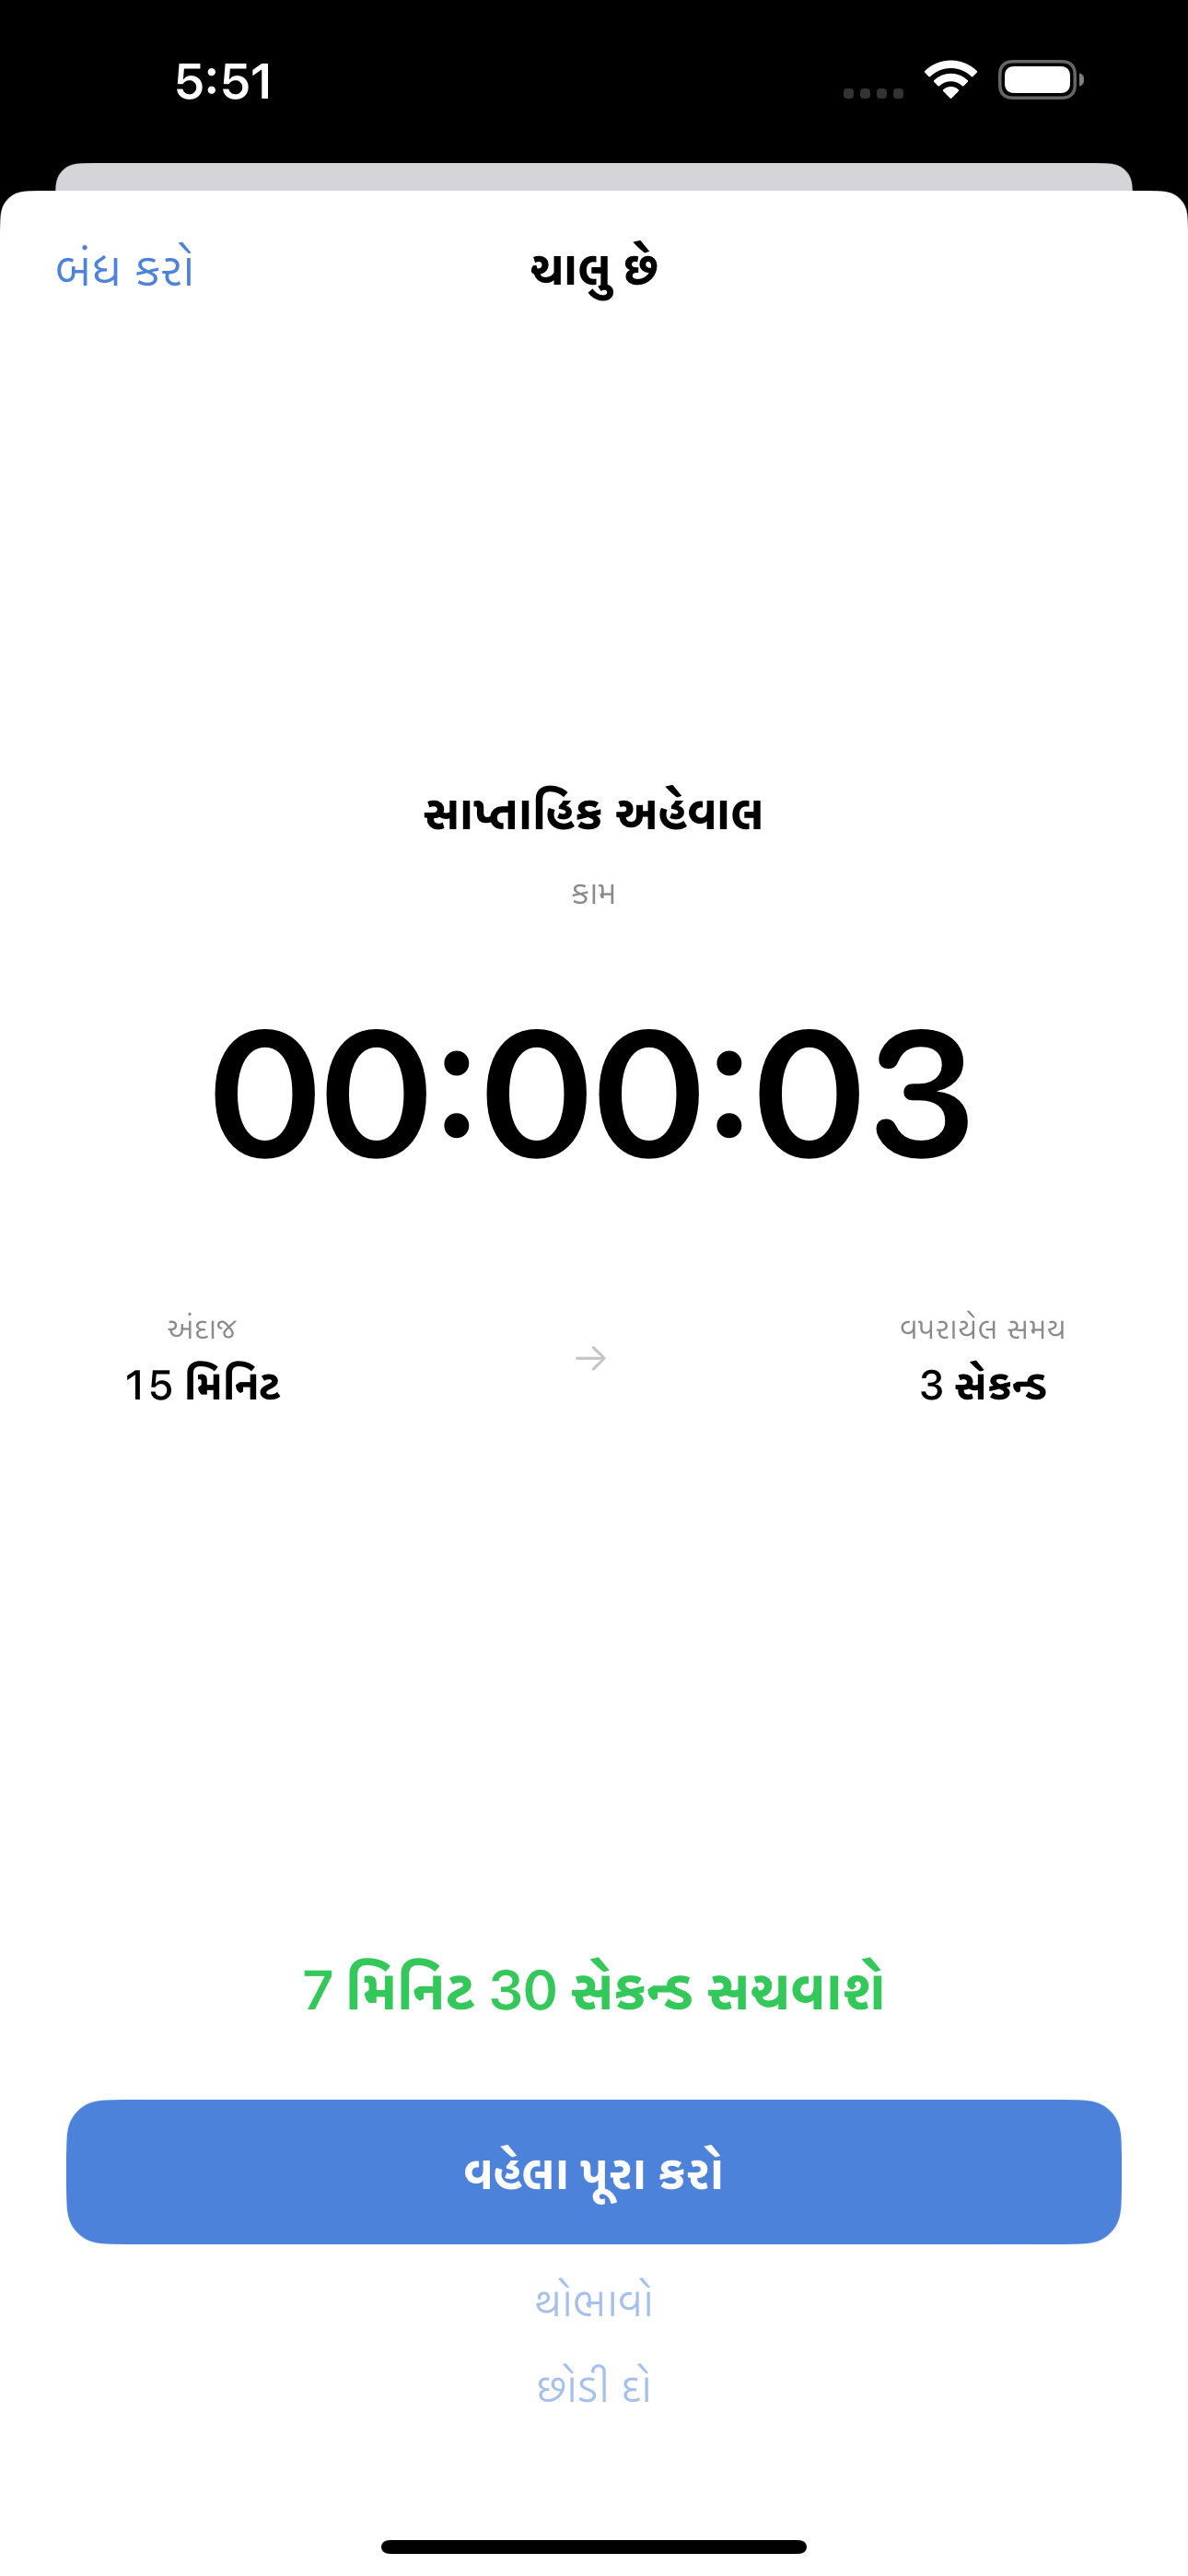 5:51
બંધ કરો
ચાલુ છે
સાપ્તાહિક અહેવાલ
કામ
00:00:03
અંદાજ
વપરાયેલ સમય
15 મિનિટ
→
3 સેકન્ડ
7 મિનિટ 30 સેકન્ડ સચવાશે
વહેલા પૂરા કરો
થોભાવો
છોડી દો